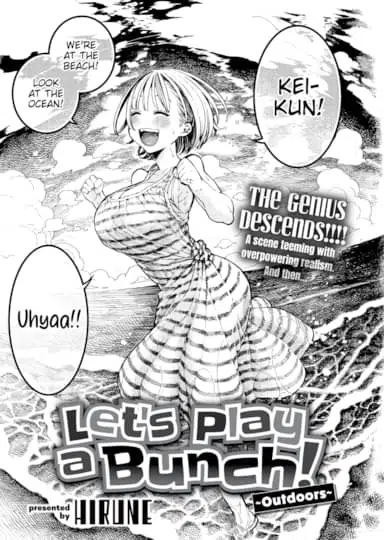 WE'RE
AT THE
BEACH!
LOOK
AT THE
OCEAN!
KEI-
KUN!
THE GENIUS
DESCENDS!!!!
A scene teeming with
overpowering realism.
And then...
Uhyaa!!
Let's Play
a Bunch!
~Outdoors~
presented
by HIRUNE